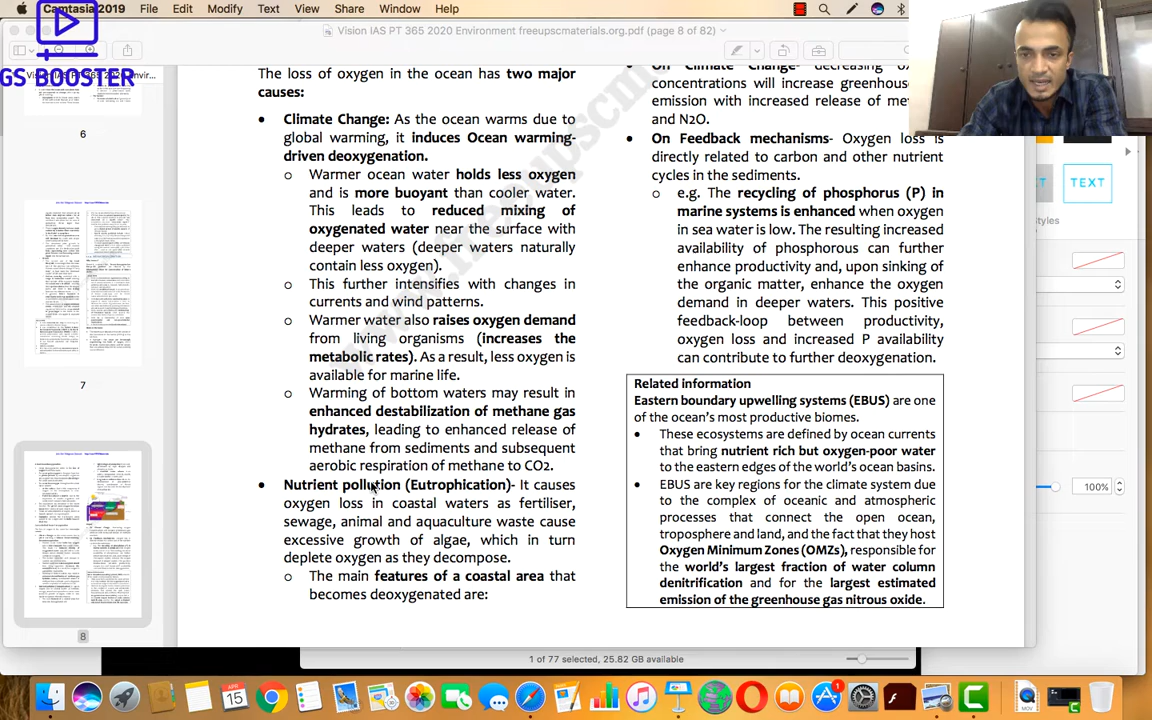 Camtasia 2019 File Edit Modify Text View Share Window Help
Vision IAS PT 365 2020 Environment freeupscmaterials.org.pdf (page 8 of 82)
GS BOOSTER
6
7
8
The loss of oxygen in the ocean has two major
causes:
• Climate Change: As the ocean warms due to
global warming, it induces Ocean warming-
driven deoxygenation.
o Warmer ocean water holds less oxygen
and is more buoyant than cooler water.
This leads to reduced mixing of
oxygenated water near the surface with
deeper waters (deeper waters naturally
contain less oxygen).
o This further intensifies with changes in
currents and wind patterns.
o Warmer water also raises oxygen demand
from living organisms (increases the
metabolic rates). As a result, less oxygen is
available for marine life.
o Warming of bottom waters may result in
enhanced destabilization of methane gas
hydrates, leading to enhanced release of
methane from sediments and subsequent
aerobic respiration of methane to CO2.
• Nutrient pollution (Eutrophication)- It causes
oxygen loss in coastal waters as fertiliser,
sewage, animal and aquaculture waste cause
excessive growth of algae, which in turn
deplete oxygen as they decompose.
o The main features of a coastal area that
becomes deoxygenated are:
On Climate Change- decreasing
concentrations will increase greenhouse
emission with increased release of
and N2O.
• On Feedback mechanisms- Oxygen loss is
directly related to carbon and other nutrient
cycles in the sediments.
o e.g. The recycling of phosphorus (P) in
marine systems is enhanced when oxygen
in sea water is low. The resulting increased
availability of phosphorous can further
enhance productivity and, upon sinking of
the organic matter, enhance the oxygen
demand in deeper waters. This positive
feedback-loop between productivity,
oxygen loss and increased P availability
can contribute to further deoxygenation.
Related information
Eastern boundary upwelling systems (EBUS) are one
of the ocean's most productive biomes.
• These ecosystems are defined by ocean currents
that bring nutrient rich but oxygen-poor water
to the eastern edges of the world's ocean basins.
• EBUS are key regions for the climate system due
to the complex of oceanic and atmospheric
processes that connect the open ocean,
troposphere and land, and the fact that they host
Oxygen Minimum Zones (OMZs), responsible for
the world's largest fraction of water column
denitrification and for the largest estimated
emission of the greenhouse gas nitrous oxide.
TEXT
100%
1 of 77 selected, 25.82 GB available
APR
15